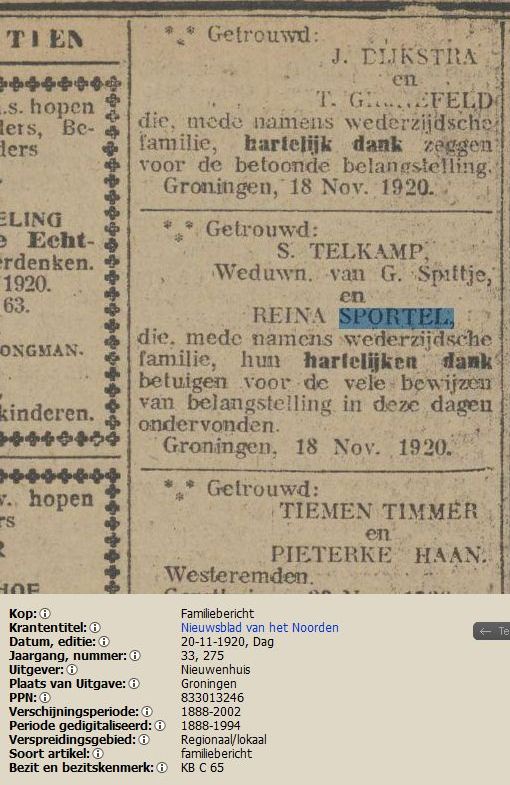 TIEN
.s. hopen
ders, Be-
ders
ELING
e Echt-
erdenken.
1920.
63.
ONGMAN.
kinderen.
v. hopen
rs
R
HOF
*** Getrouwd:
J. DIJKSTRA
en
T.
die, mede namens wederzijdsche
familie, hartelijk dank zeggen
voor de betoonde belangstelling.
Groningen, 18 Nov. 1920.
*** Getrouwd:
S. TELKAMP,
Weduwn. van G. Spittje,
en
REINA SPORTEL,
die, mede namens wederzijdsche
familie, hun hartelijken dank
betuigen voor de vele bewijzen
van belangstelling in deze dagen
ondervonden.
Groningen, 18 Nov. 1920.
*** Getrouwd:
TIEMEN TIMMER
en
PIETERKE HAAN.
Westeremden.
Kop: Familiebericht
Krantentitel: Nieuwsblad van het Noorden
Datum, editie: 20-11-1920, Dag
Jaargang, nummer: 33, 275
Uitgever: Nieuwenhuis
Plaats van Uitgave: Groningen
PPN: 833013246
Verschijningsperiode: 1888-2002
Periode gedigitaliseerd: 1888-1994
Verspreidingsgebied: Regionaal/lokaal
Soort artikel: familiebericht
Bezit en bezitskenmerk: KB C 65
← Te